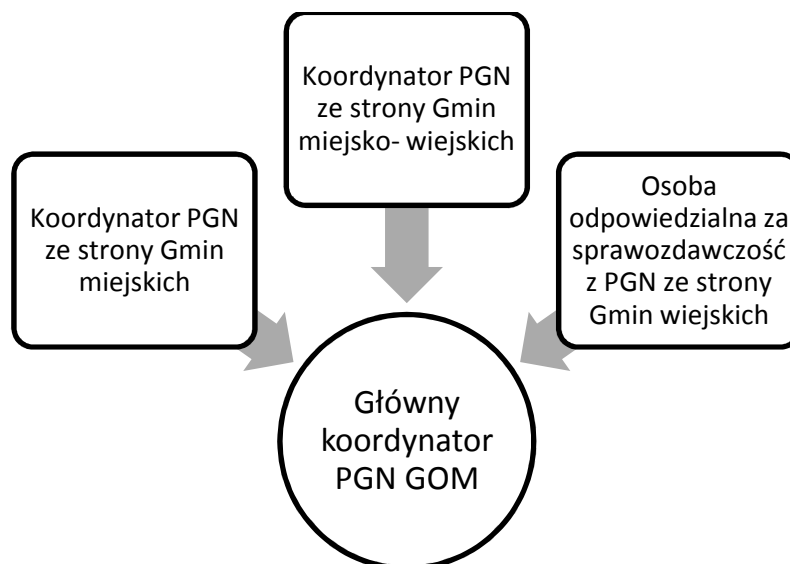 Koordynator PGN
ze strony Gmin
miejsko- wiejskich
Koordynator PGN
ze strony Gmin
miejskich
Osoba
odpowiedzialna za
sprawozdawczość
z PGN ze strony
Gmin wiejskich
Główny
koordynator
PGN GOM